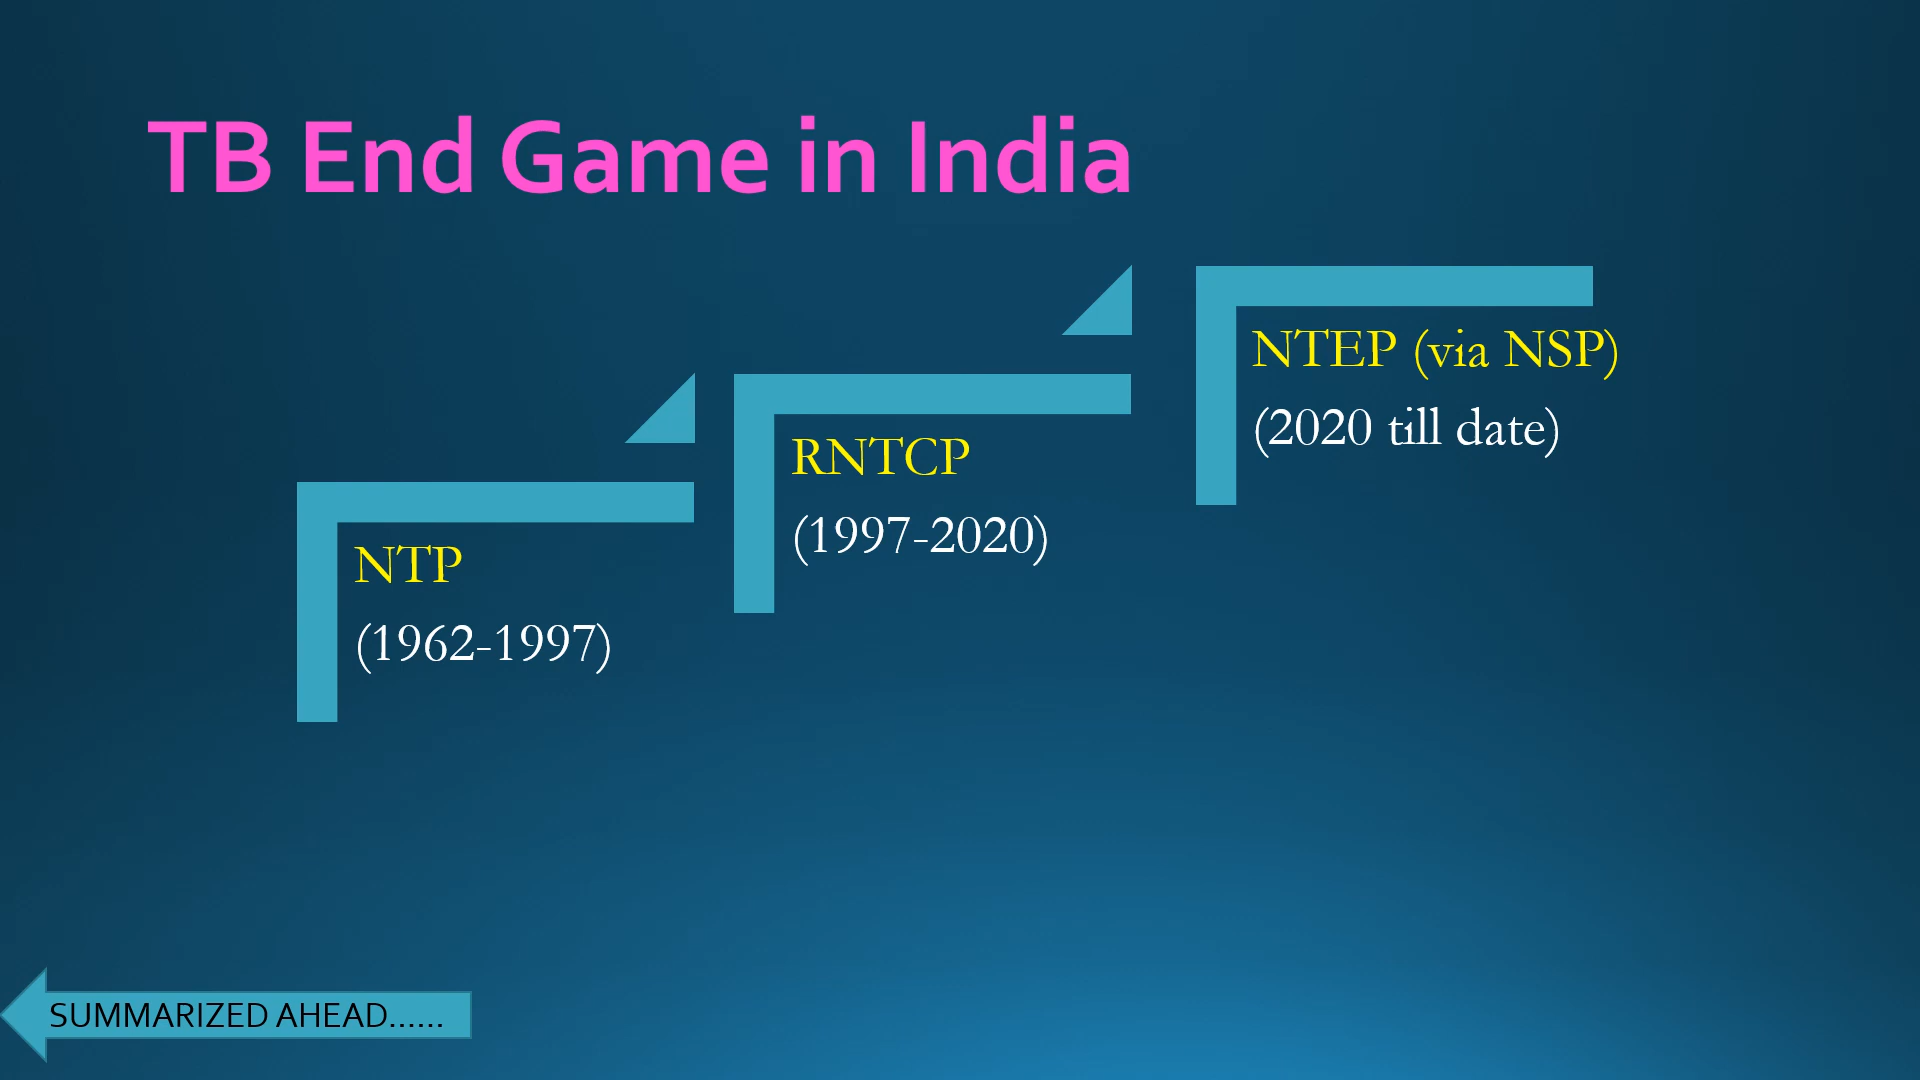 TB End Game in India
NTP
(1962-1997)
RNTCP
(1997-2020)
NTEP (via NSP)
(2020 till date)
SUMMARIZED AHEAD......